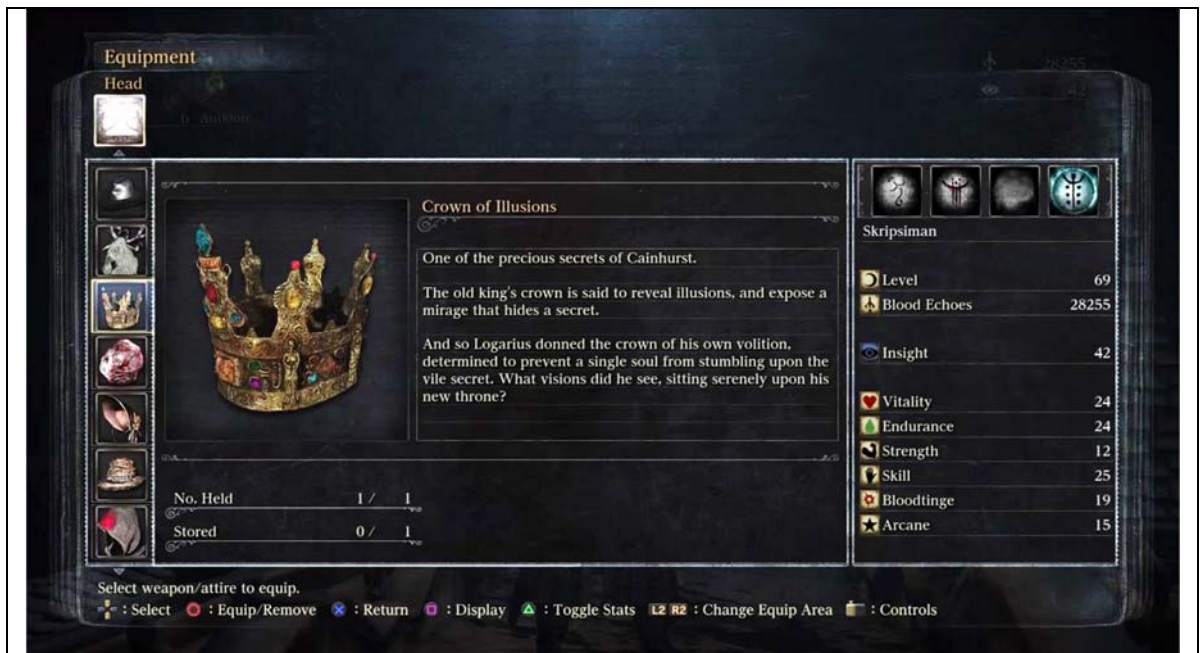 Equipment
28255
Head
42
6 Antidote
Crown of Illusions
One of the precious secrets of Cainhurst.
The old king's crown is said to reveal illusions, and expose a
mirage that hides a secret.
And so Logarius donned the crown of his own volition,
determined to prevent a single soul from stumbling upon the
vile secret. What visions did he see, sitting serenely upon his
new throne?
No. Held 1 / 1
Stored 0 / 1
Skripsiman
Level 69
Blood Echoes 28255
Insight 42
Vitality 24
Endurance 24
Strength 12
Skill 25
Bloodtinge 19
Arcane 15
Select weapon/attire to equip.
: Select : Equip/Remove : Return : Display : Toggle Stats L2 R2 : Change Equip Area : Controls